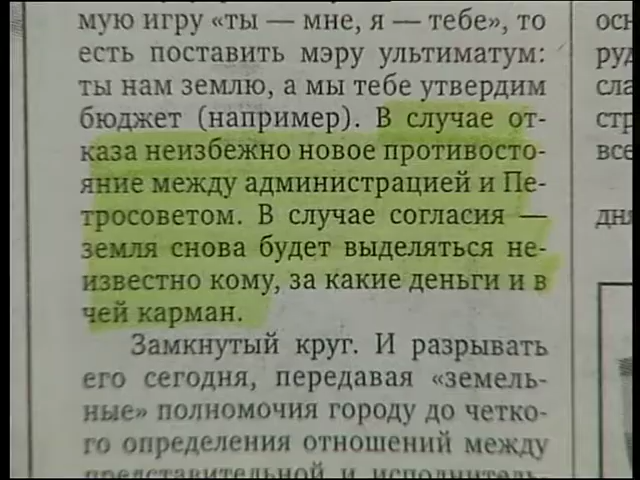 мую игру «ты — мне, я — тебе», то
есть поставить мэру ультиматум:
ты нам землю, а мы тебе утвердим
бюджет (например). В случае от-
каза неизбежно новое противосто-
яние между администрацией и Пе-
тросоветом. В случае согласия —
земля снова будет выделяться не-
известно кому, за какие деньги и в
чей карман.
Замкнутый круг. И разрывать
его сегодня, передавая «земель-
ные» полномочия городу до четко-
го определения отношений между
представительной и исполнитель-